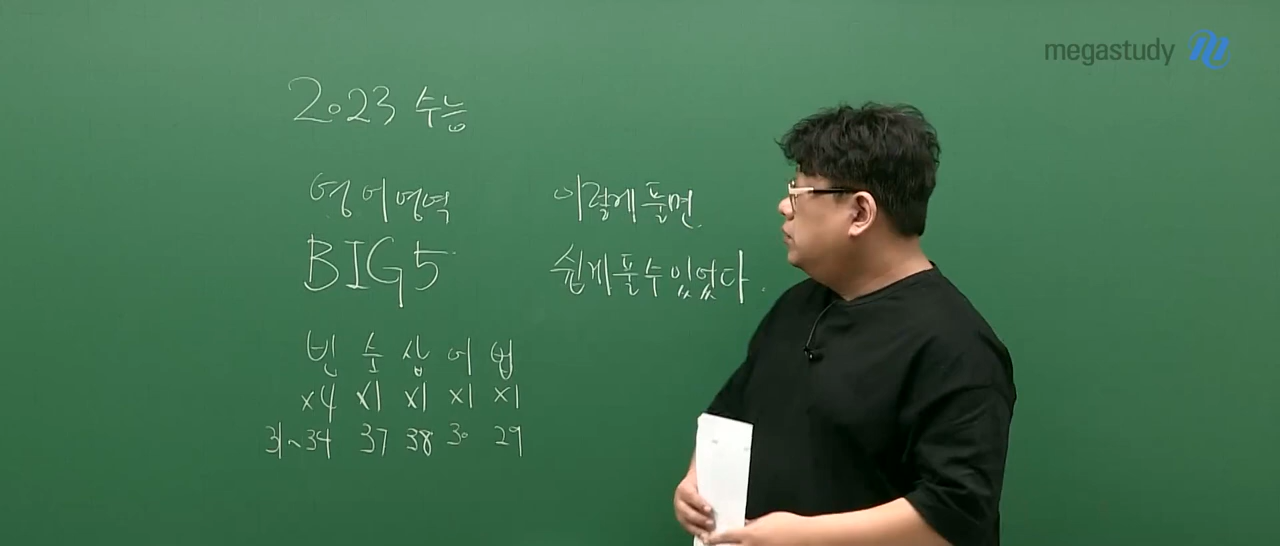 megastudy
2023 수능
영어영역
BIG5
이렇게 풀면
쉽게 풀 수 있었다.
빈 순 삽 어 법
×4 ×1 ×1 ×1 ×1
31~34 37 38 30 29